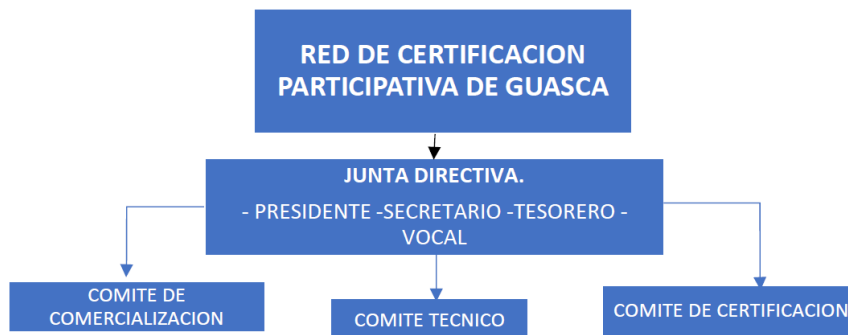 RED DE CERTIFICACION
PARTICIPATIVA DE GUASCA
JUNTA DIRECTIVA.
- PRESIDENTE -SECRETARIO -TESORERO -
VOCAL
COMITE DE
COMERCIALIZACION
COMITE TECNICO
COMITE DE CERTIFICACION